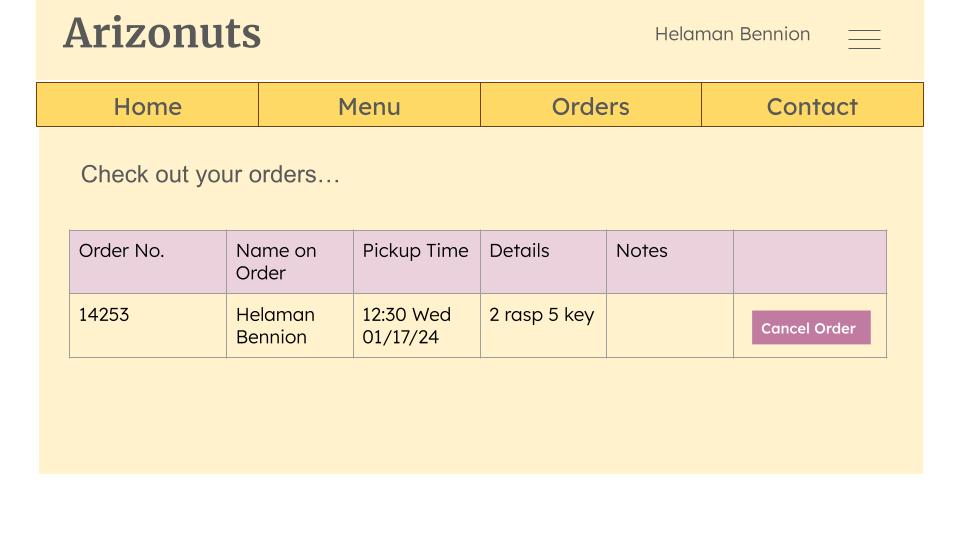 Arizonuts
Helaman Bennion
Home Menu Orders Contact
Check out your orders…
Order No. Name on Order Pickup Time Details Notes
14253 Helaman Bennion 12:30 Wed 01/17/24 2 rasp 5 key Cancel Order